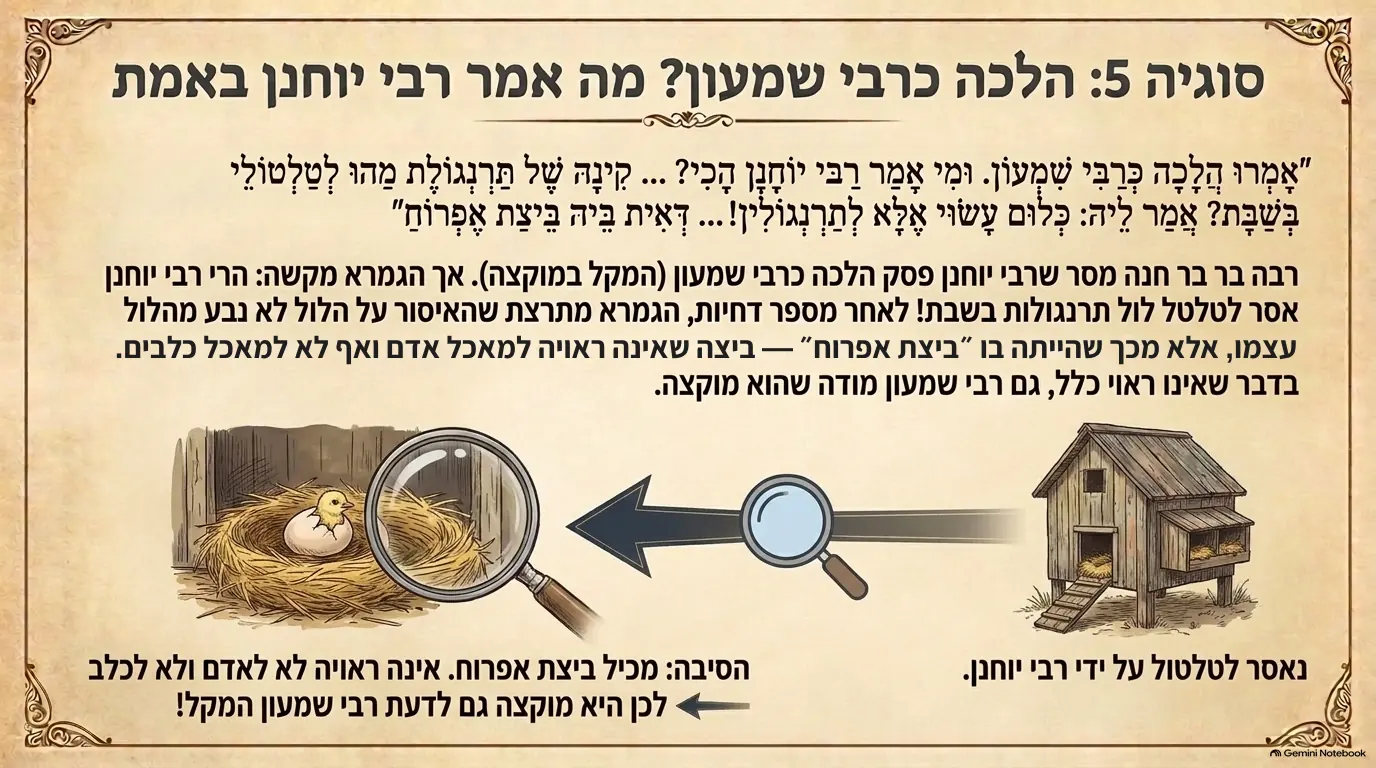 סוגיה 5: הלכה כרבי שמעון? מה אמר רבי יוחנן באמת
"אָמְרוּ הֲלָכָה כְּרַבִּי שִׁמְעוֹן. וּמִי אָמַר רַבִּי יוֹחָנָן הָכִי? ... קִינָהּ שֶׁל תַּרְנְגוֹלֶת מַהוּ לְטַלְטוֹלֵי
בְּשַׁבָּת? אֲמַר לֵיהּ: כְּלוּם עָשׂוּי אֶלָּא לְתַרְנְגוֹלִין!... דְּאִית בֵּיהּ בֵּיצַת אֶפְרוֹחַ"
רבה בר בר חנה מסר שרבי יוחנן פסק הלכה כרבי שמעון (המקל במוקצה). אך הגמרא מקשה: הרי רבי יוחנן
אסר לטלטל לול תרנגולות בשבת! לאחר מספר דחיות, הגמרא מתרצת שהאיסור על הלול לא נבע מהלול
עצמו, אלא מכך שהייתה בו ״ביצת אפרוח״ — ביצה שאינה ראויה למאכל אדם ואף לא למאכל כלבים.
בדבר שאינו ראוי כלל, גם רבי שמעון מודה שהוא מוקצה.
נאסר לטלטול על ידי רבי יוחנן.
הסיבה: מכיל ביצת אפרוח. אינה ראויה לא לאדם ולא לכלב
לכן היא מוקצה גם לדעת רבי שמעון המקל!
Gemini Notebook